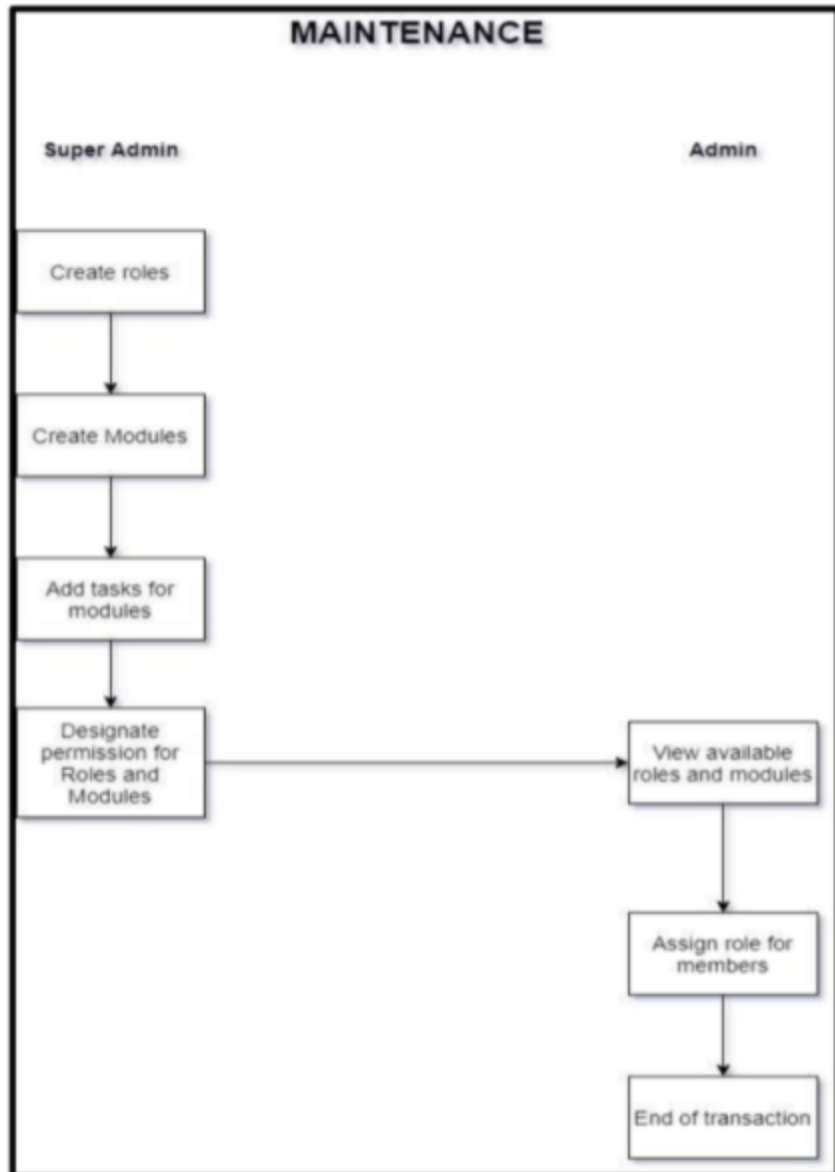 MAINTENANCE
Super Admin
Admin
Create roles
Create Modules
Add tasks for
modules
Designate
permission for
Roles and
Modules
View available
roles and modules
Assign role for
members
End of transaction